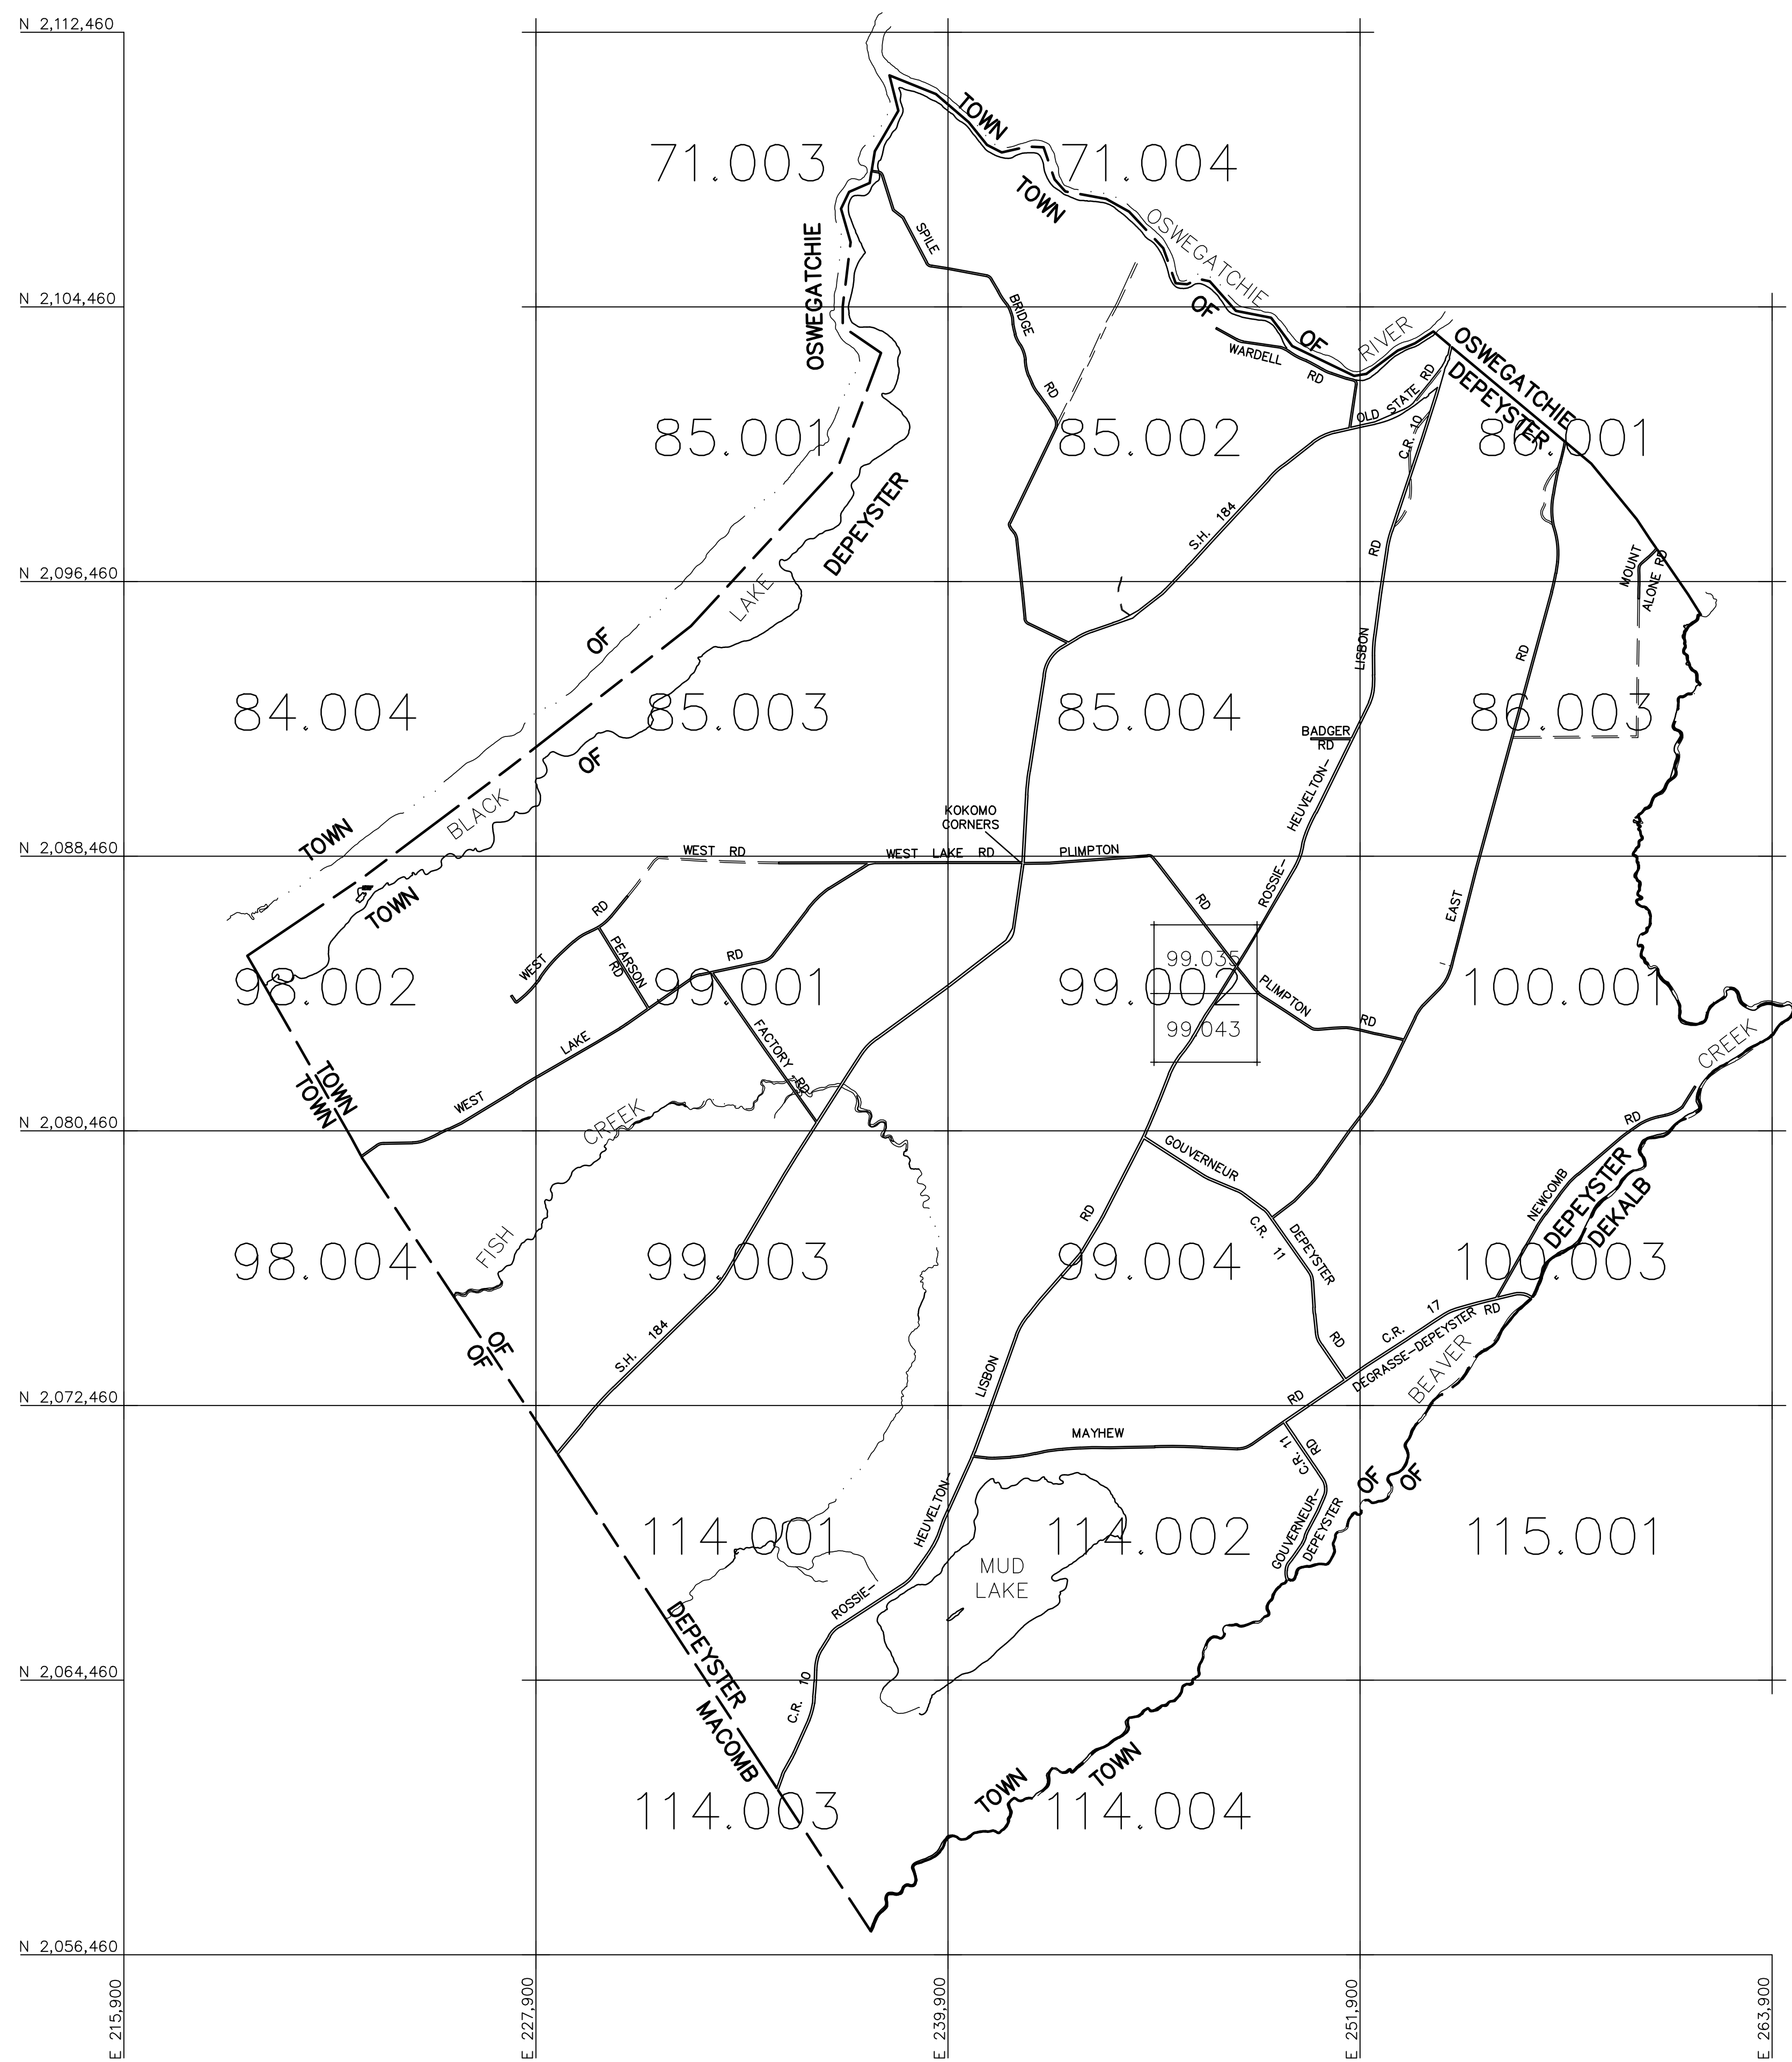 N 2,112,460
TOWN
71.003
71.004
TOWN
OSWEGATCHIE
SPILE
OSWEGATCHIE
N 2,104,460
BRIDGE
OF
OF
RIVER
WARDELL
RD
OSWEGATCHIE
DEPEYSTER
RD
OLD STATE RD
C.R. 10
85.001
85.002
86.001
DEPEYSTER
S.H. 184
RD
N 2,096,460
MOUNT
ALONE RD
LAKE
OF
LISBON
RD
84.004
85.003
85.004
86.003
BADGER
RD
OF
HEUVELTON-
BLACK
TOWN
KOKOMO
CORNERS
N 2,088,460
WEST RD
WEST LAKE RD
PLIMPTON
ROSSIE-
RD
EAST
TOWN
RD
PEARSON
RD
WEST
RD
99.035
98.002
99.001
99.002
100.001
PLIMPTON
RD
99.043
LAKE
FACTORY RD
CREEK
TOWN
TOWN
WEST
CREEK
N 2,080,460
RD
GOUVERNEUR
NEWCOMB
DEPEYSTER
DEKALB
RD
C.R. 11
DEPEYSTER
FISH
98.004
99.003
99.004
100.003
OF
OF
S.H. 184
RD
C.R. 17
DEGRASSE-DEPEYSTER RD
BEAVER
LISBON
N 2,072,460
RD
MAYHEW
C.R. 11
RD
OF
OF
HEUVELTON-
GOUVERNEUR-
DEPEYSTER
114.001
114.002
115.001
MUD
LAKE
ROSSIE-
DEPEYSTER
MACOMB
N 2,064,460
C.R. 10
TOWN
TOWN
114.003
114.004
N 2,056,460
E 215,900
E 227,900
E 239,900
E 251,900
E 263,900